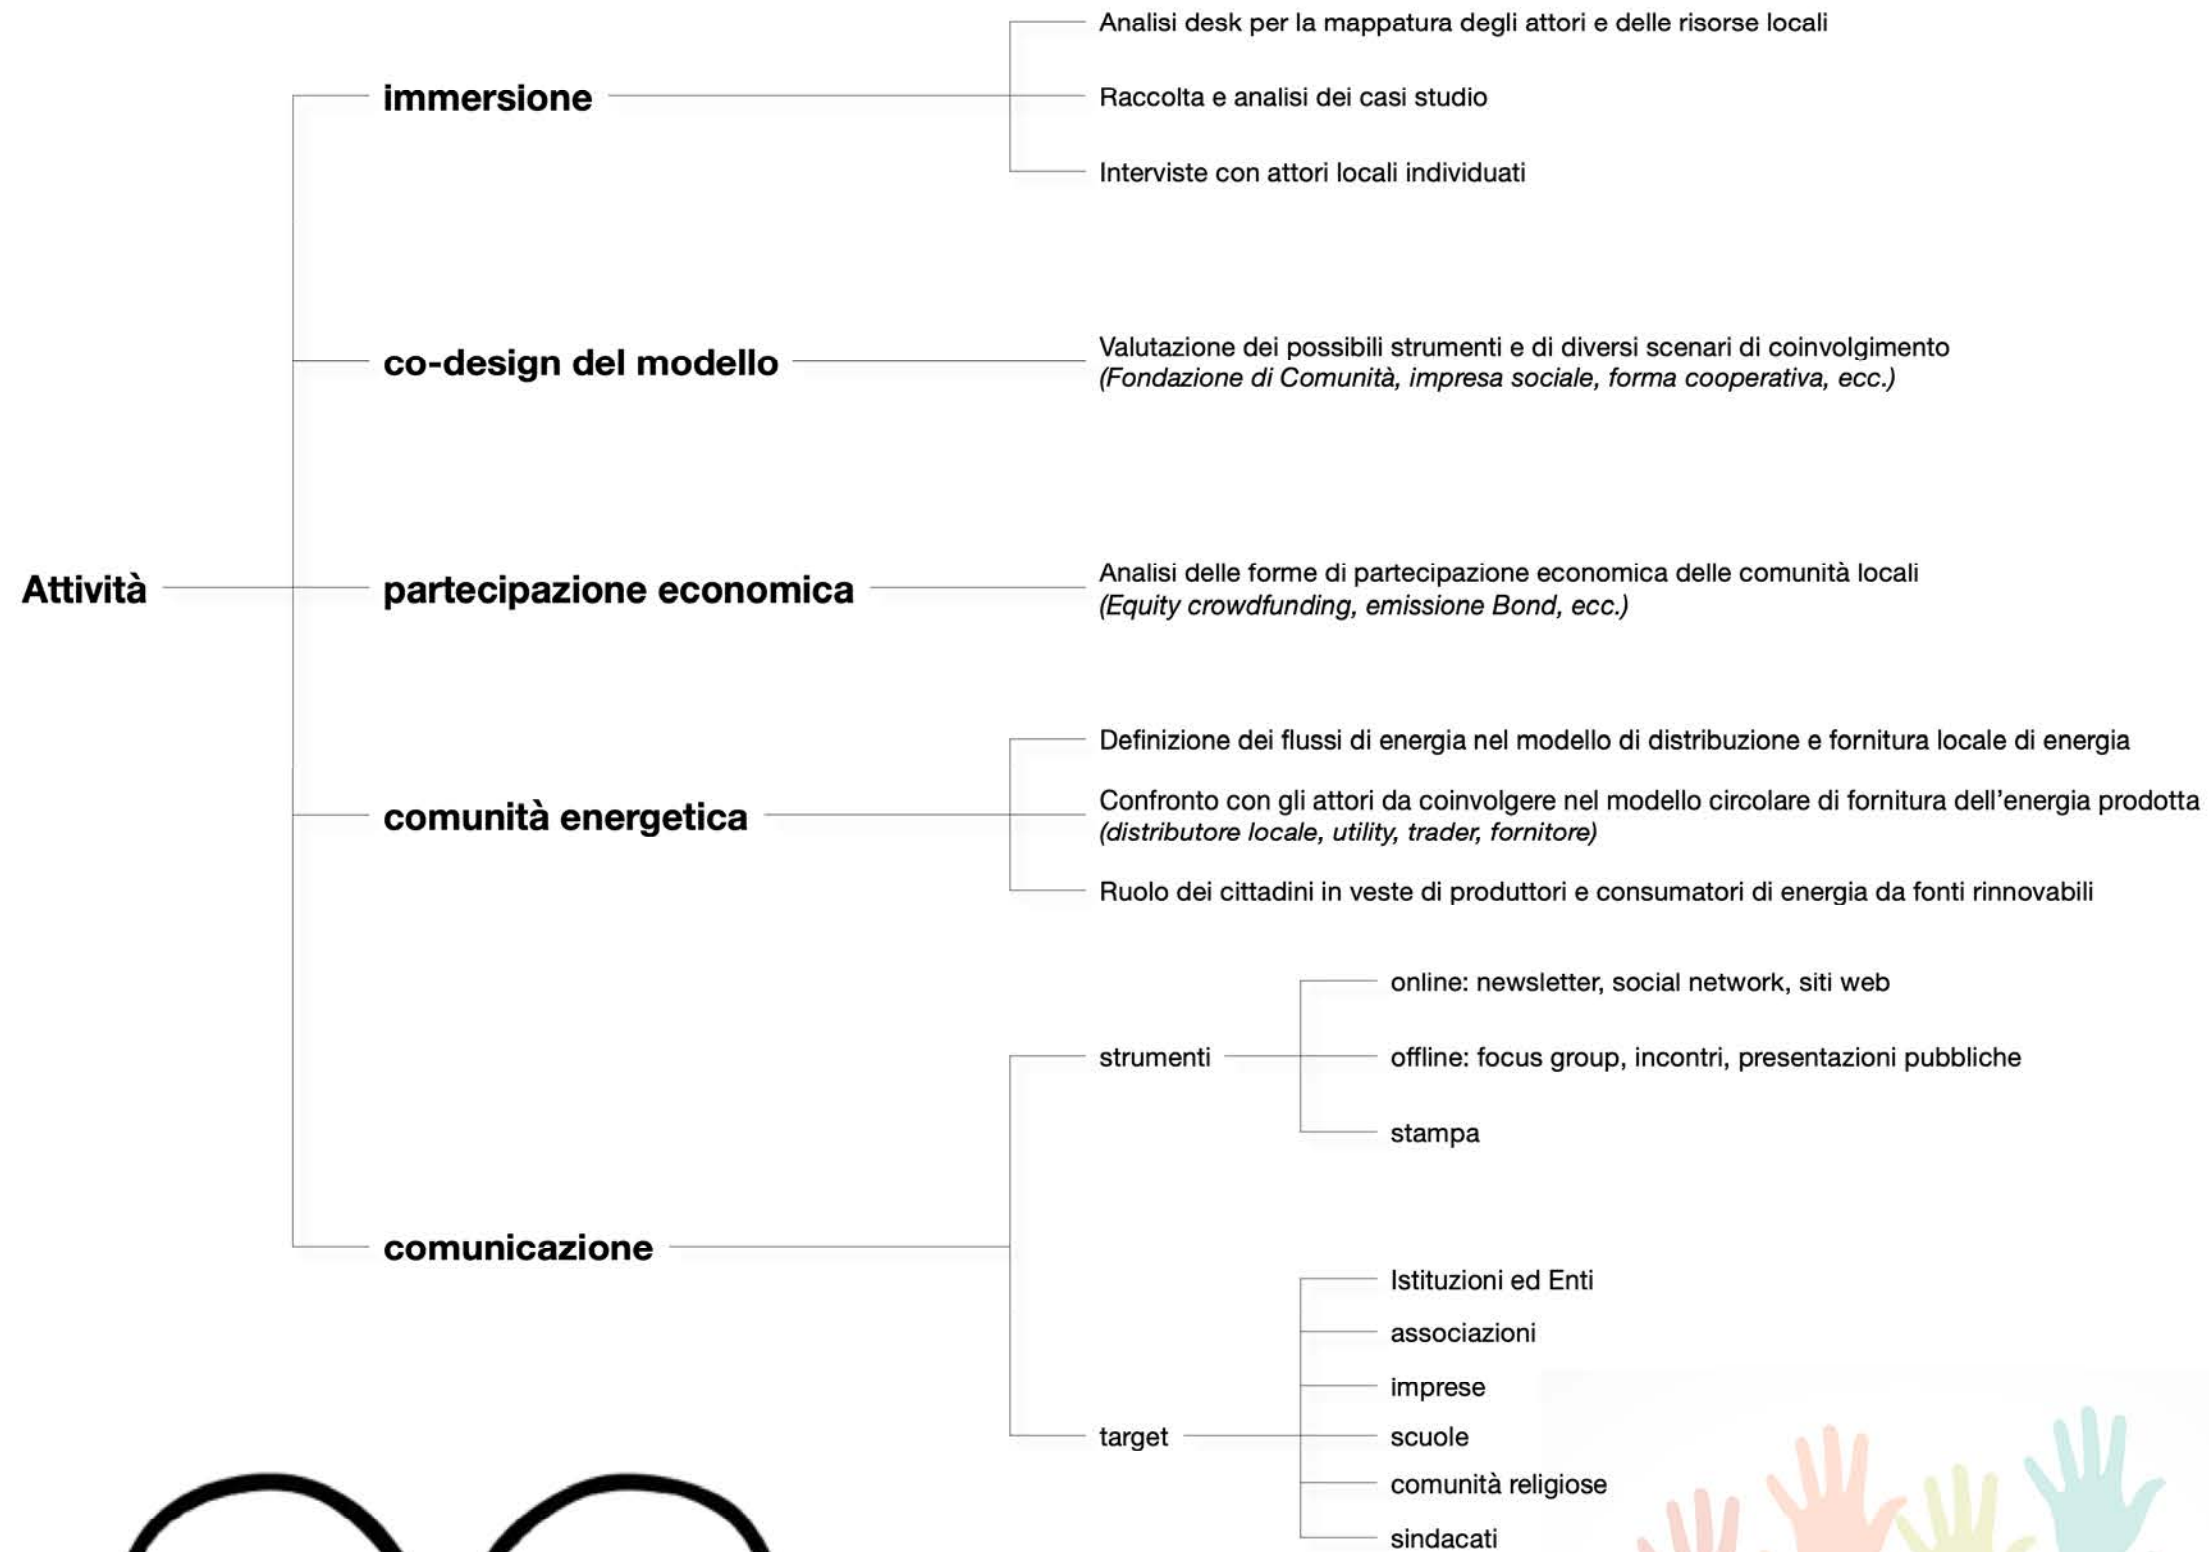 Attività
immersione
Analisi desk per la mappatura degli attori e delle risorse locali
Raccolta e analisi dei casi studio
Interviste con attori locali individuati
co-design del modello
Valutazione dei possibili strumenti e di diversi scenari di coinvolgimento
(Fondazione di Comunità, impresa sociale, forma cooperativa, ecc.)
partecipazione economica
Analisi delle forme di partecipazione economica delle comunità locali
(Equity crowdfunding, emissione Bond, ecc.)
comunità energetica
Definizione dei flussi di energia nel modello di distribuzione e fornitura locale di energia
Confronto con gli attori da coinvolgere nel modello circolare di fornitura dell’energia prodotta
(distributore locale, utility, trader, fornitore)
Ruolo dei cittadini in veste di produttori e consumatori di energia da fonti rinnovabili
comunicazione
strumenti
online: newsletter, social network, siti web
offline: focus group, incontri, presentazioni pubbliche
stampa
target
Istituzioni ed Enti
associazioni
imprese
scuole
comunità religiose
sindacati